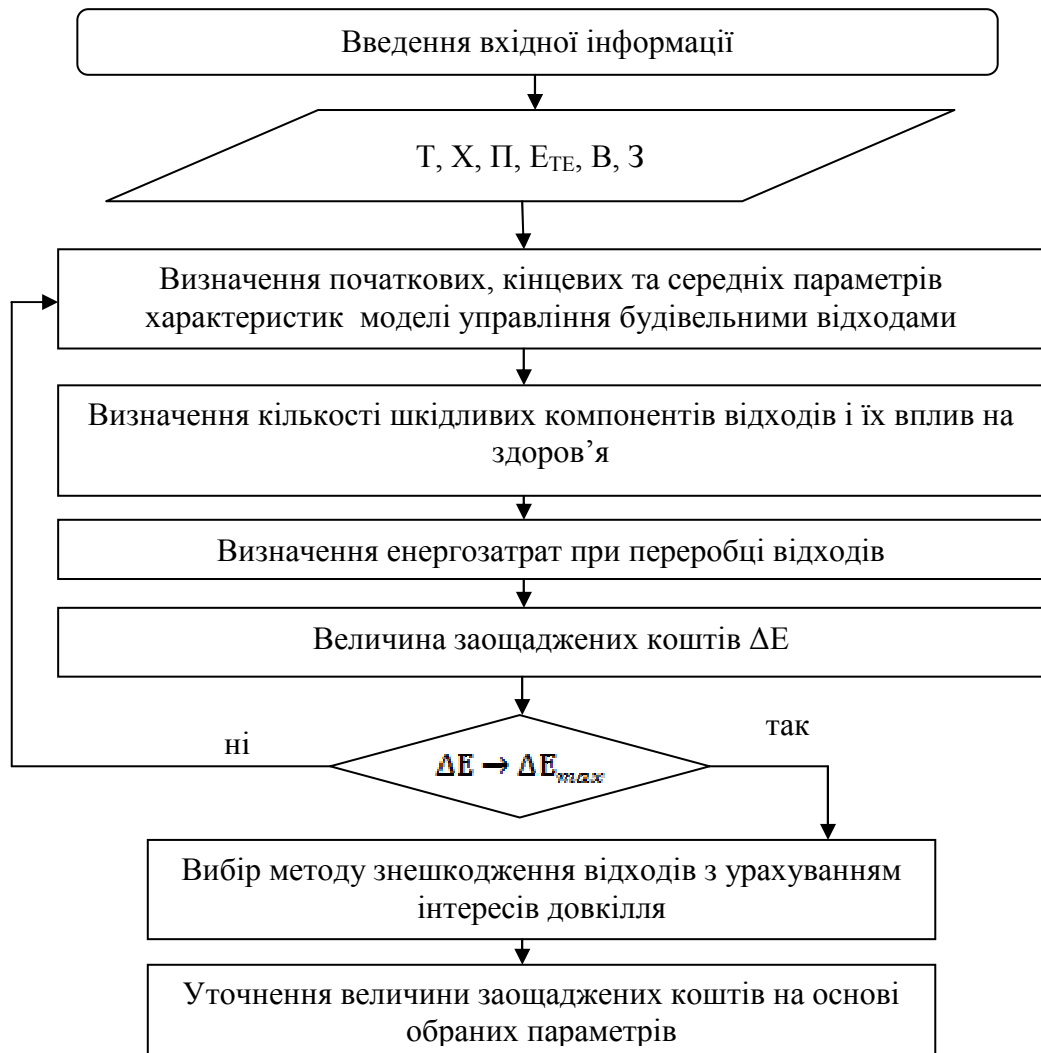 Введення вхідної інформації
Т, Х, П, Е_ТЕ, В, З
Визначення початкових, кінцевих та середніх параметрів
характеристик моделі управління будівельними відходами
Визначення кількості шкідливих компонентів відходів і їх вплив на
здоров’я
Визначення енергозатрат при переробці відходів
Величина заощаджених коштів ΔЕ
ні
так
ΔE → ΔE_max
Вибір методу знешкодження відходів з урахуванням
інтересів довкілля
Уточнення величини заощаджених коштів на основі
обраних параметрів